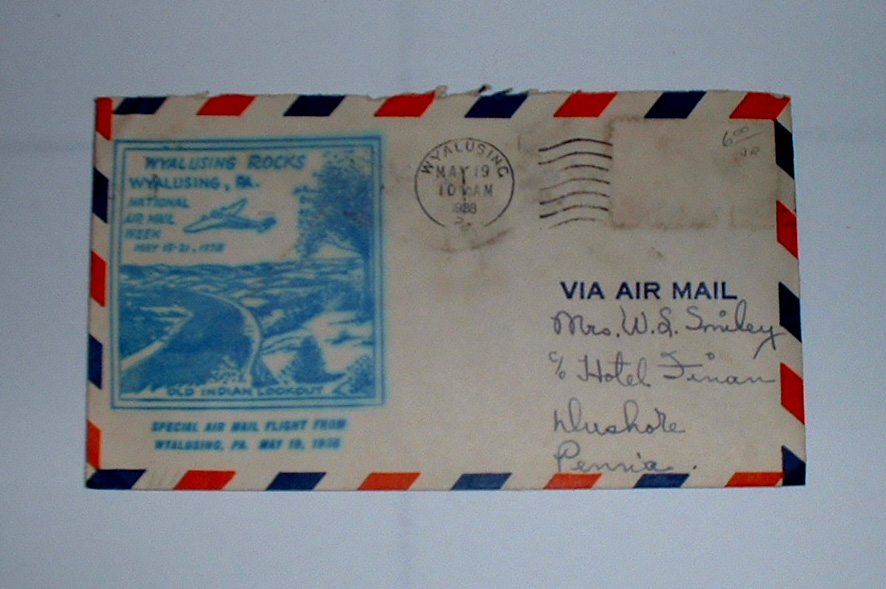 WYALUSING ROCKS
WYALUSING, PA.
NATIONAL
AIR MAIL
WEEK
MAY 15-21, 1938
OLD INDIAN LOOKOUT
SPECIAL AIR MAIL FLIGHT FROM
WYALUSING, PA. MAY 19, 1938
WYALUSING
MAY 19
10 AM
1938
6.00
VIA AIR MAIL
Mrs. W. S. Smiley
c/o Hotel Finan
Dushore
Penna.